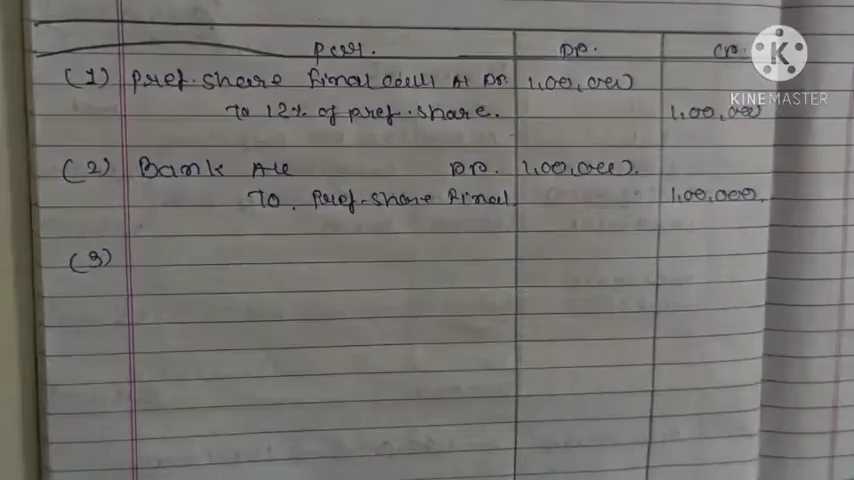 Par. Dr. Cr.
(1) Pref. share final call A/c Dr. 1,00,000
To 12% of pref. share. 1,00,000
(2) Bank A/c Dr. 1,00,000.
To. Pref. share final. 1,00,000.
(3)
KINEMASTER